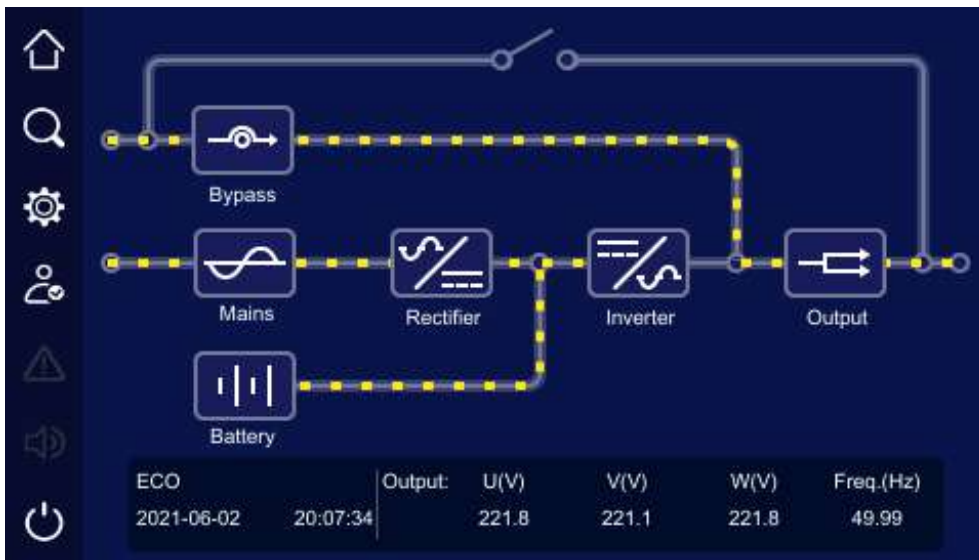 Bypass
Mains
Rectifier
Inverter
Output
Battery
ECO Output: U(V) V(V) W(V) Freq.(Hz)
2021-06-02 20:07:34 221.8 221.1 221.8 49.99